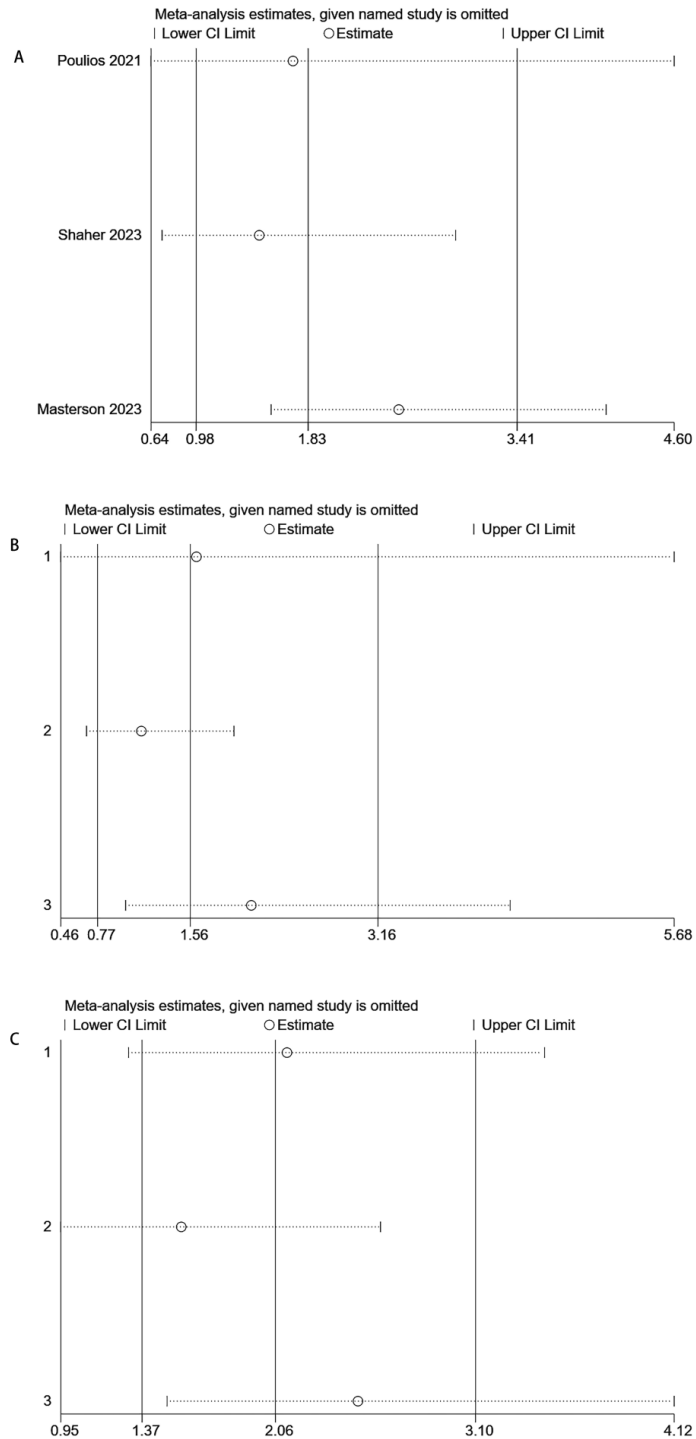 Meta-analysis estimates, given named study is omitted
Lower CI Limit Estimate Upper CI Limit
A
Poulios 2021
Shaher 2023
Masterson 2023
0.64 0.98 1.83 3.41 4.60
Meta-analysis estimates, given named study is omitted
Lower CI Limit Estimate Upper CI Limit
B
1
2
3
0.46 0.77 1.56 3.16 5.68
Meta-analysis estimates, given named study is omitted
Lower CI Limit Estimate Upper CI Limit
C
1
2
3
0.95 1.37 2.06 3.10 4.12